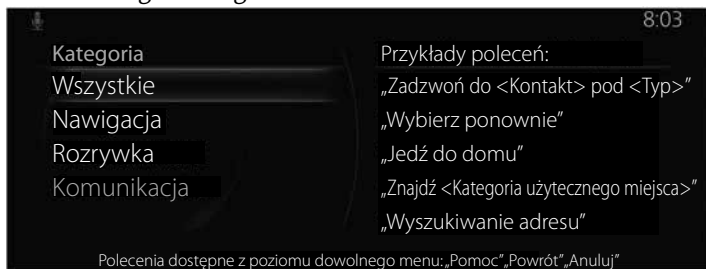 8:03
Kategoria
Przykłady poleceń:
Wszystkie
„Zadzwoń do <Kontakt> pod <Typ>”
Nawigacja
„Wybierz ponownie”
Rozrywka
„Jedź do domu”
Komunikacja
„Znajdź <Kategoria użytecznego miejsca>”
„Wyszukiwanie adresu”
Polecenia dostępne z poziomu dowolnego menu:„Pomoc”„Powrót”„Anuluj”